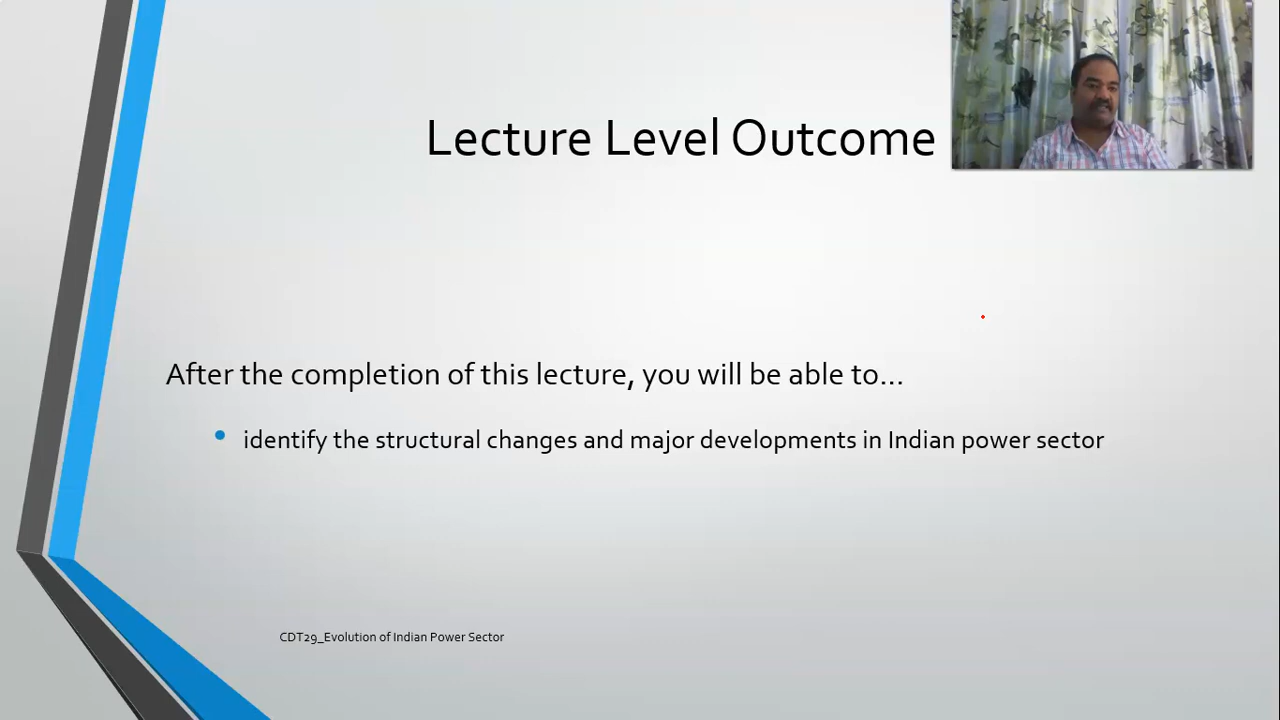 Lecture Level Outcome
After the completion of this lecture, you will be able to...
identify the structural changes and major developments in Indian power sector
CDT29_Evolution of Indian Power Sector